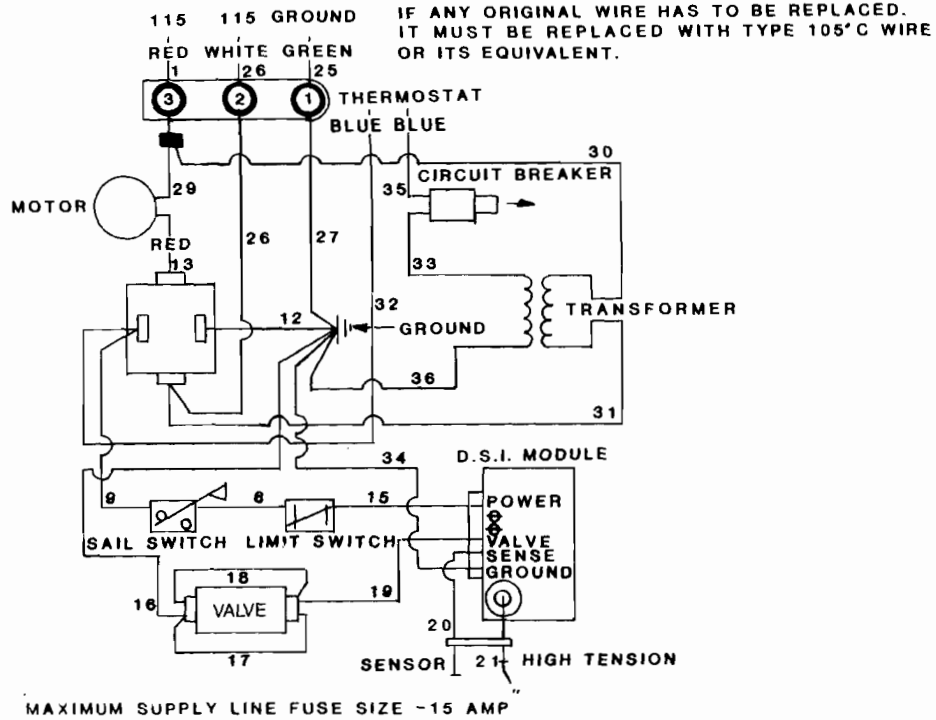 115 115 GROUND
RED WHITE GREEN
1 26 25
IF ANY ORIGINAL WIRE HAS TO BE REPLACED.
IT MUST BE REPLACED WITH TYPE 105°C WIRE
OR ITS EQUIVALENT.
3 2 1
THERMOSTAT
BLUE BLUE
30
CIRCUIT BREAKER
29
35
MOTOR
RED
26
27
13
33
32
12
GROUND
TRANSFORMER
36
31
34
D.S.I. MODULE
9
8
15
POWER
SAIL SWITCH
LIMIT SWITCH
VALVE
SENSE
GROUND
18
19
16
VALVE
20
17
SENSOR
21
HIGH TENSION
MAXIMUM SUPPLY LINE FUSE SIZE -15 AMP"